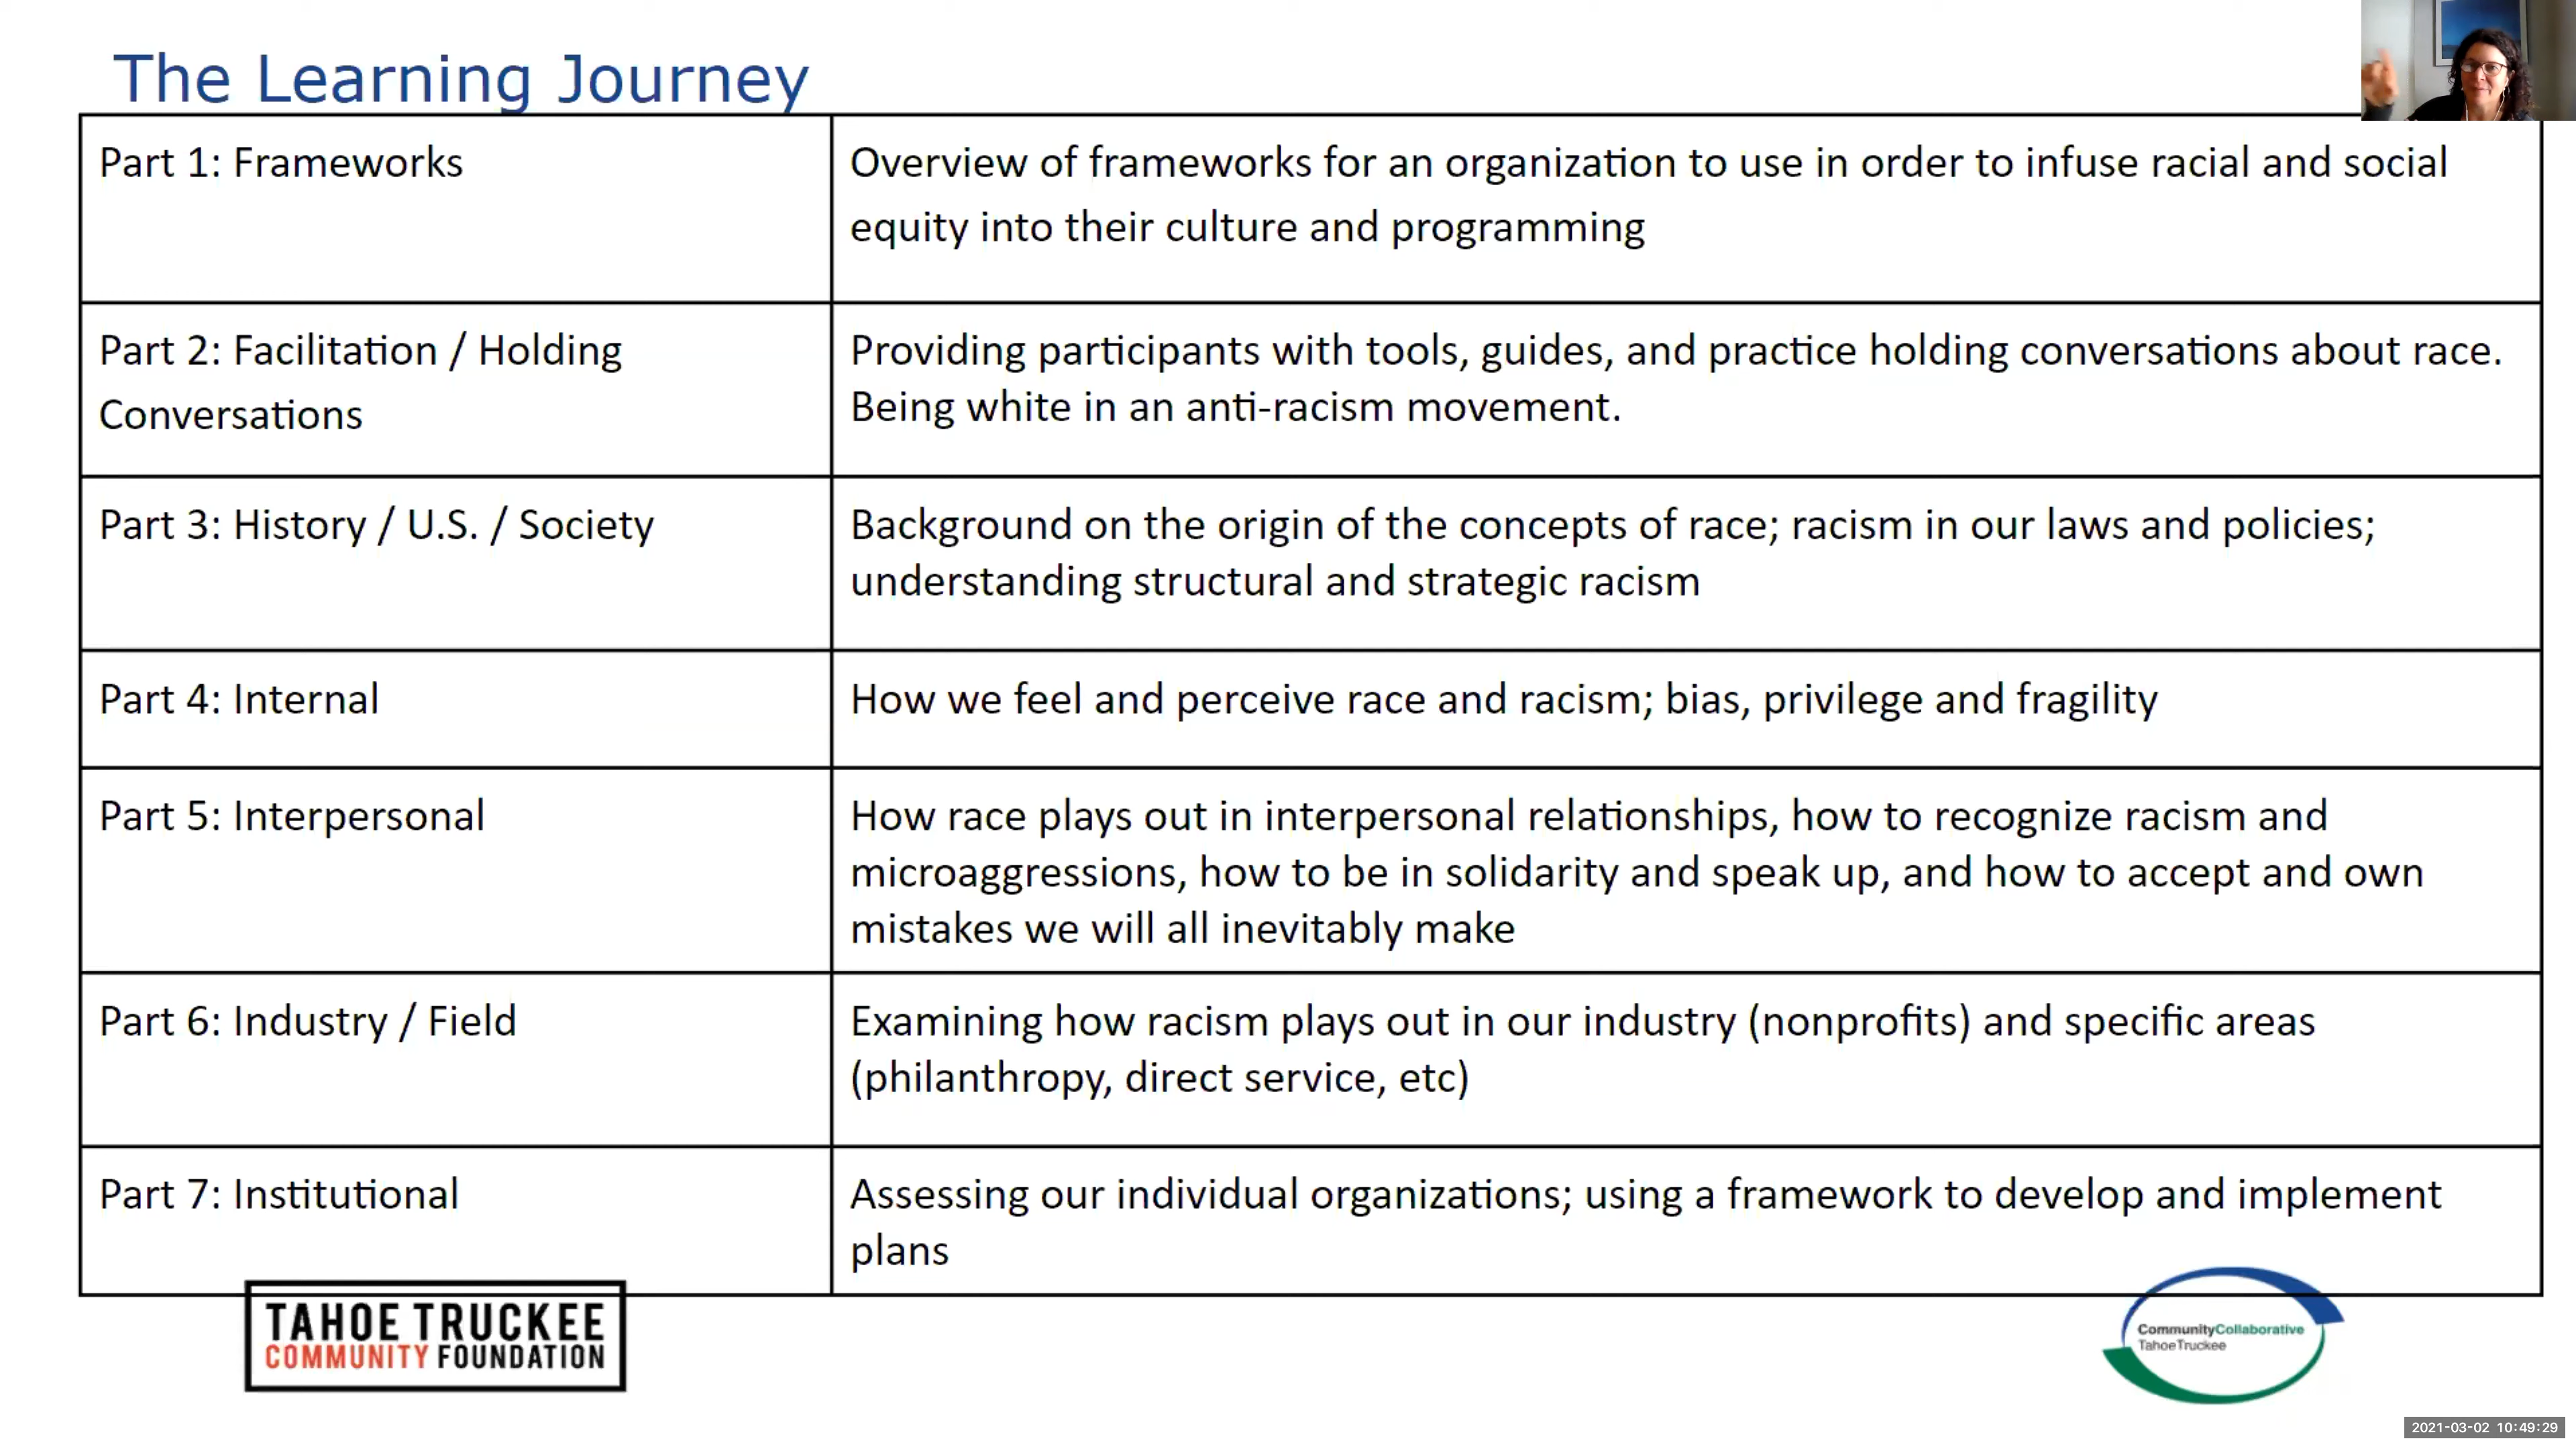 The Learning Journey
Part 1: Frameworks
Overview of frameworks for an organization to use in order to infuse racial and social
equity into their culture and programming
Part 2: Facilitation / Holding
Conversations
Providing participants with tools, guides, and practice holding conversations about race.
Being white in an anti-racism movement.
Part 3: History / U.S. / Society
Background on the origin of the concepts of race; racism in our laws and policies;
understanding structural and strategic racism
Part 4: Internal
How we feel and perceive race and racism; bias, privilege and fragility
Part 5: Interpersonal
How race plays out in interpersonal relationships, how to recognize racism and
microaggressions, how to be in solidarity and speak up, and how to accept and own
mistakes we will all inevitably make
Part 6: Industry / Field
Examining how racism plays out in our industry (nonprofits) and specific areas
(philanthropy, direct service, etc)
Part 7: Institutional
Assessing our individual organizations; using a framework to develop and implement
plans
TAHOE TRUCKEE
COMMUNITY FOUNDATION
CommunityCollaborative
TahoeTruckee
2021-03-02 10:49:29